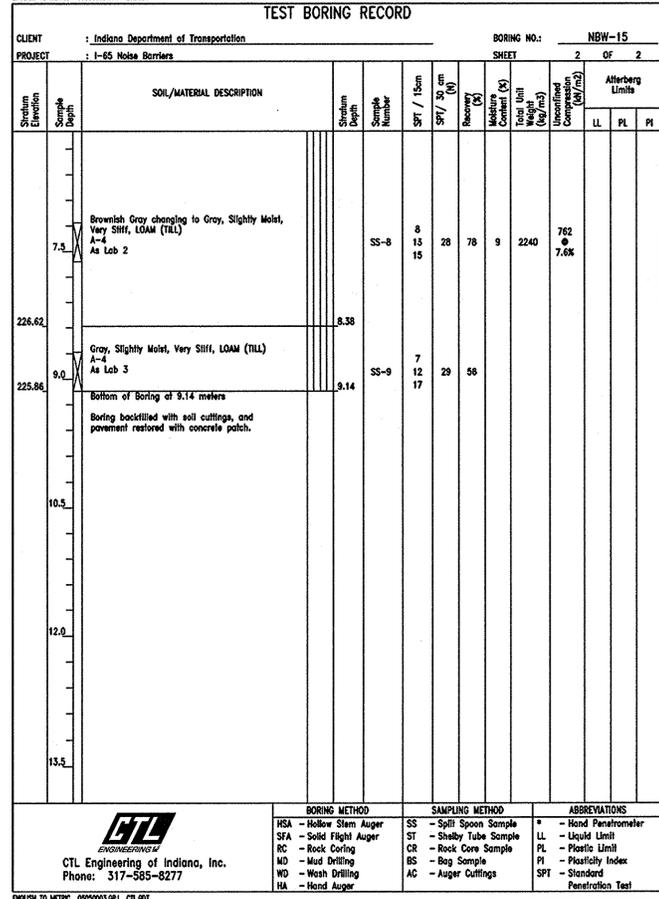 TEST BORING RECORD
CLIENT : Indiana Department of Transportation BORING NO.: NBW-15
PROJECT : I-65 Noise Barriers SHEET 2 OF 2
Stratum Elevation
Sample Depth
SOIL/MATERIAL DESCRIPTION
Stratum Depth
Sample Number
SPT / 15cm
SPT/ 30 cm (N)
Recovery (%)
Moisture Content (%)
Total Unit Weight (kg/m3)
Unconfined Compression (kN/m2)
Atterberg Limits
LL PL PI
Brownish Gray changing to Gray, Slightly Moist,
Very Stiff, LOAM (TILL)
A-4
As Lab 2
7.5
SS-8
8
13
15
28 78 9 2240
762
@
7.6%
226.62 8.38
Gray, Slightly Moist, Very Stiff, LOAM (TILL)
A-4
As Lab 3
9.0
SS-9
7
12
17
29 56
225.86 9.14
Bottom of Boring at 9.14 meters
Boring backfilled with soil cuttings, and
pavement restored with concrete patch.
10.5
12.0
13.5
CTL
ENGINEERING
CTL Engineering of Indiana, Inc.
Phone: 317-585-8277
BORING METHOD
HSA - Hollow Stem Auger
SFA - Solid Flight Auger
RC - Rock Coring
MD - Mud Drilling
WD - Wash Drilling
HA - Hand Auger
SAMPLING METHOD
SS - Split Spoon Sample
ST - Shelby Tube Sample
CR - Rock Core Sample
BS - Bag Sample
AC - Auger Cuttings
ABBREVIATIONS
* - Hand Penetrometer
LL - Liquid Limit
PL - Plastic Limit
PI - Plasticity Index
SPT - Standard
Penetration Test
ENGLISH TO METRIC 05050003.GPJ CTL.GDT